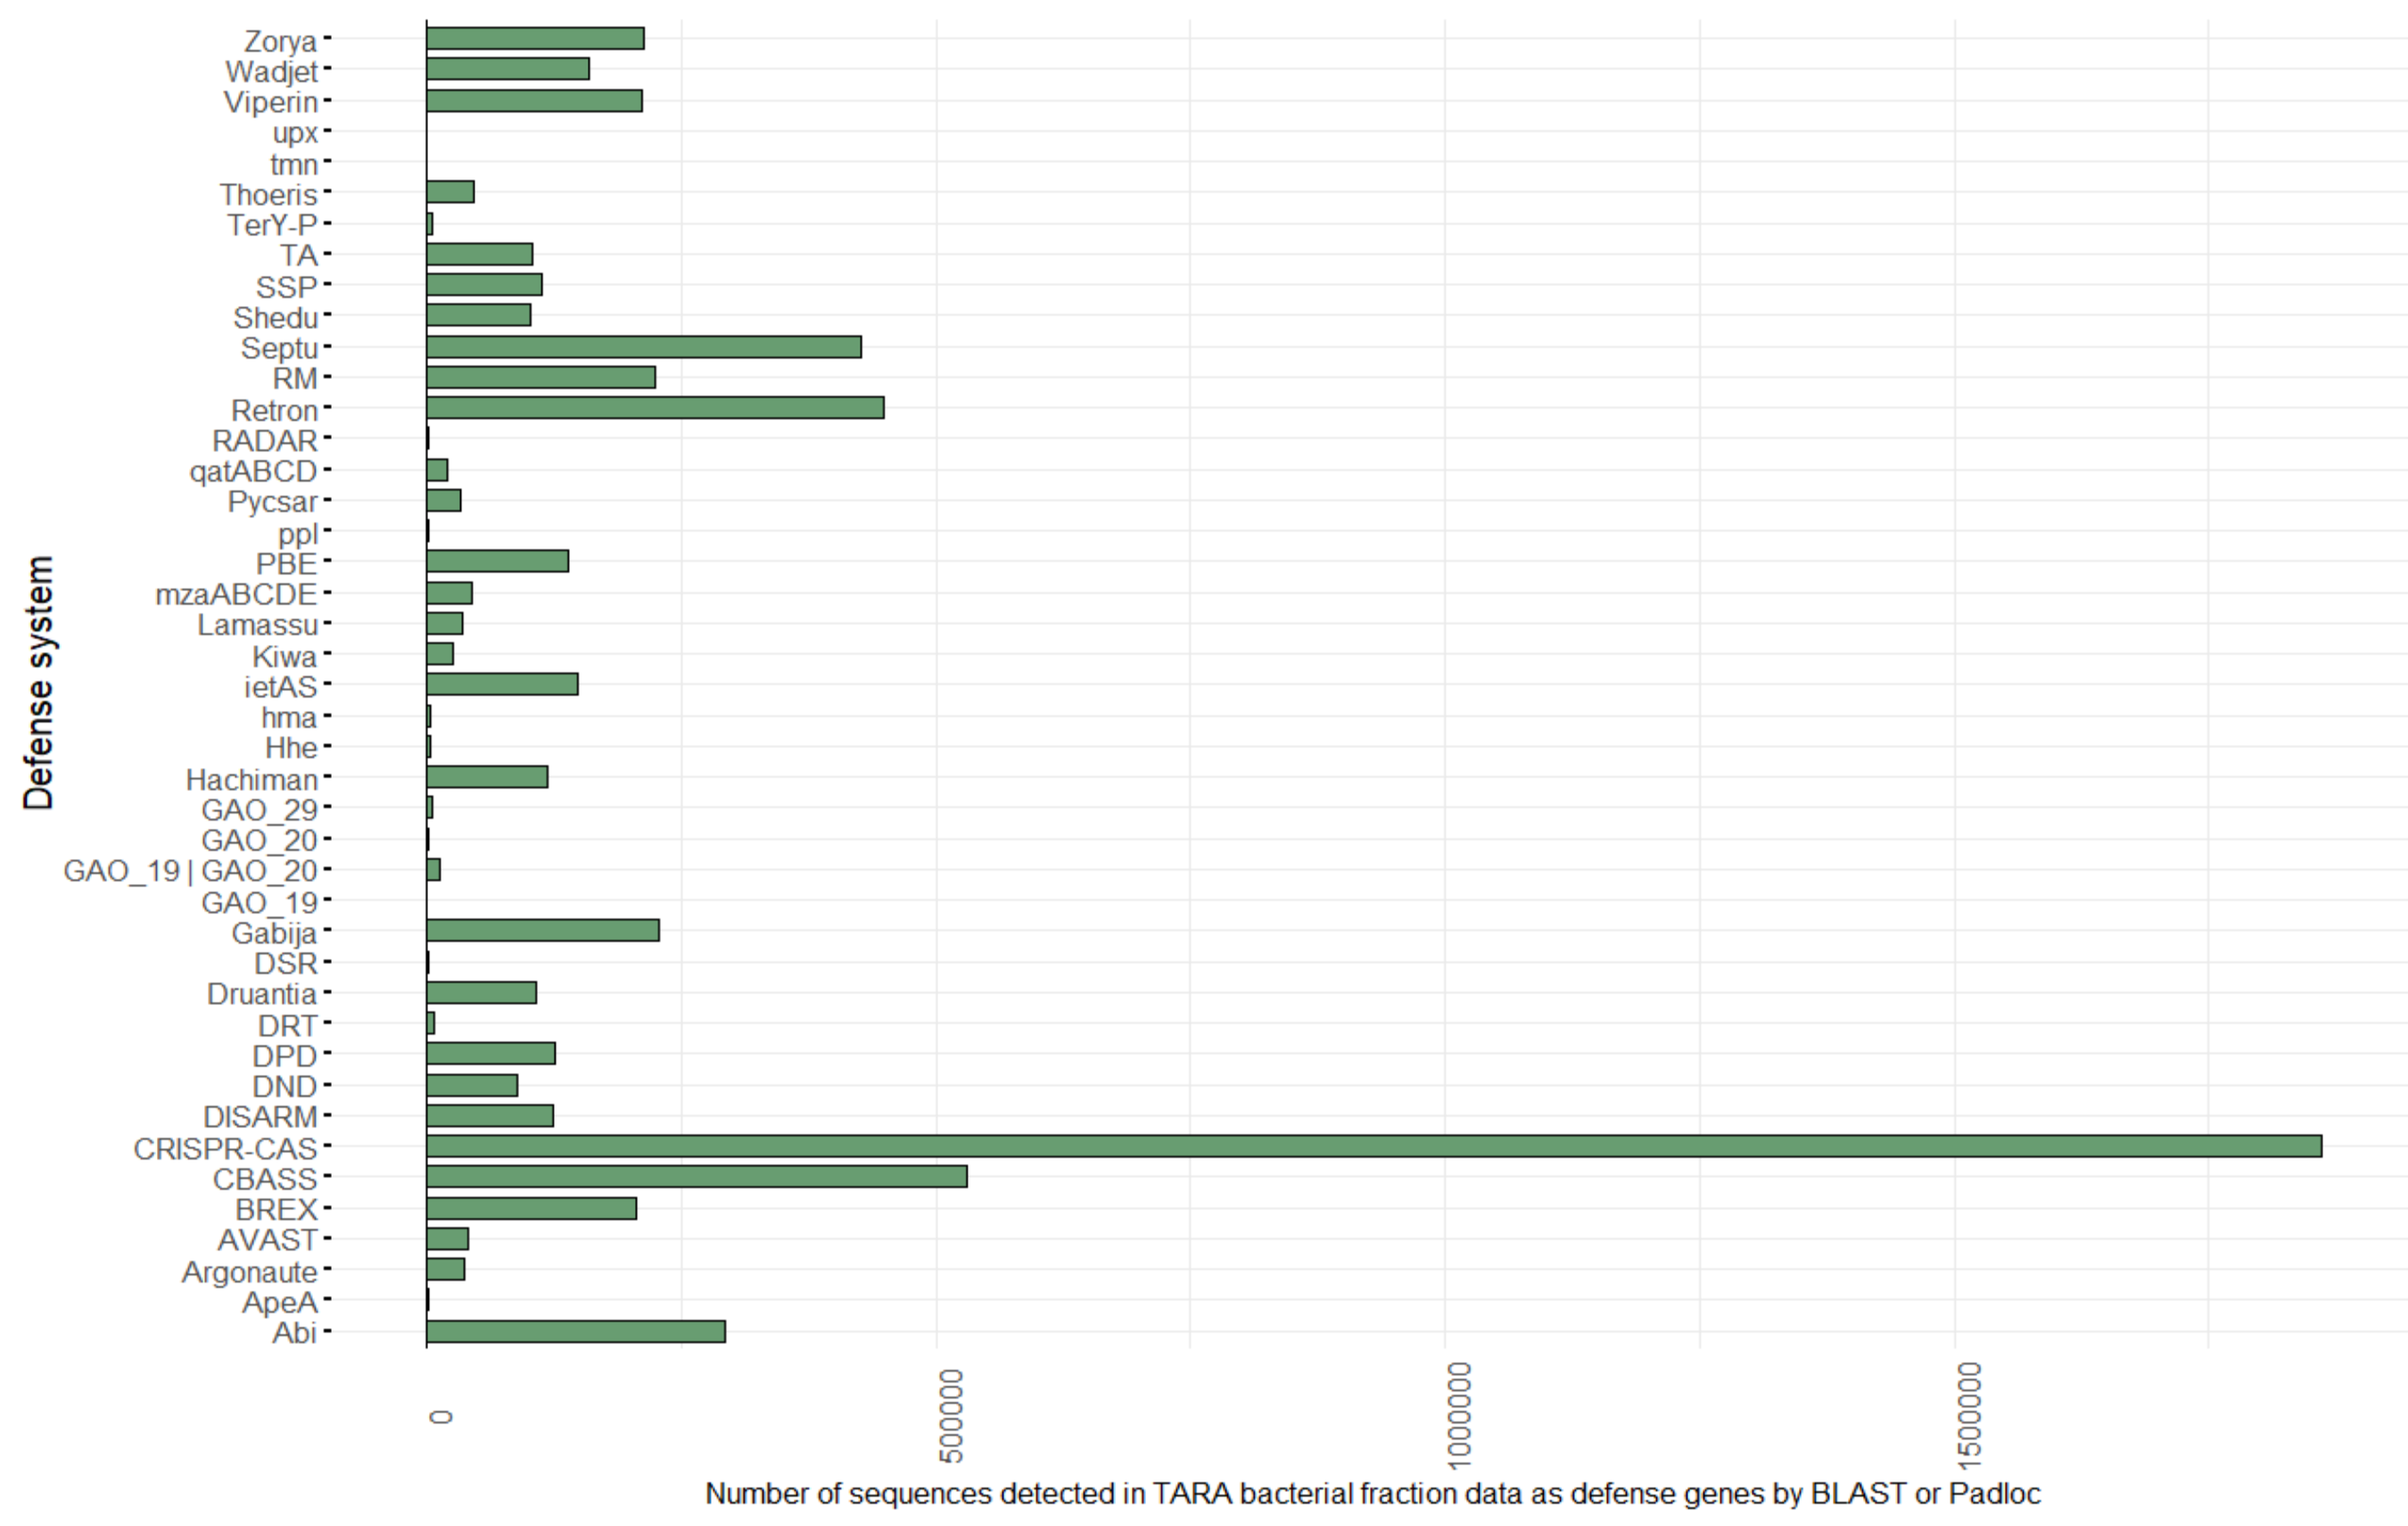 Zorya
Wadjet
Viperin
upx
tmn
Thoeris
TerY-P
TA
SSP
Shedu
Septu
RM
Retron
RADAR
qatABCD
Pycsar
ppl
PBE
mzaABCDE
Lamassu
Kiwa
ietAS
hma
Hhe
Hachiman
GAO_29
GAO_20
GAO_19 | GAO_20
GAO_19
Gabija
DSR
Druantia
DRT
DPD
DND
DISARM
CRISPR-CAS
CBASS
BREX
AVAST
Argonaute
ApeA
Abi
Defense system
0
5000000
10000000
15000000
Number of sequences detected in TARA bacterial fraction data as defense genes by BLAST or Padloc